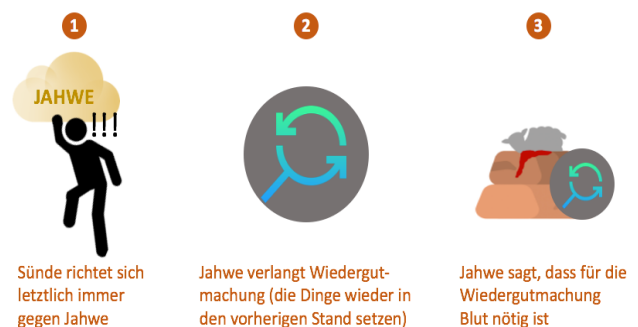 1
2
3
JAHWE
!!!
Sünde richtet sich
letztlich immer
gegen Jahwe
Jahwe verlangt Wiedergut-
machung (die Dinge wieder in
den vorherigen Stand setzen)
Jahwe sagt, dass für die
Wiedergutmachung
Blut nötig ist